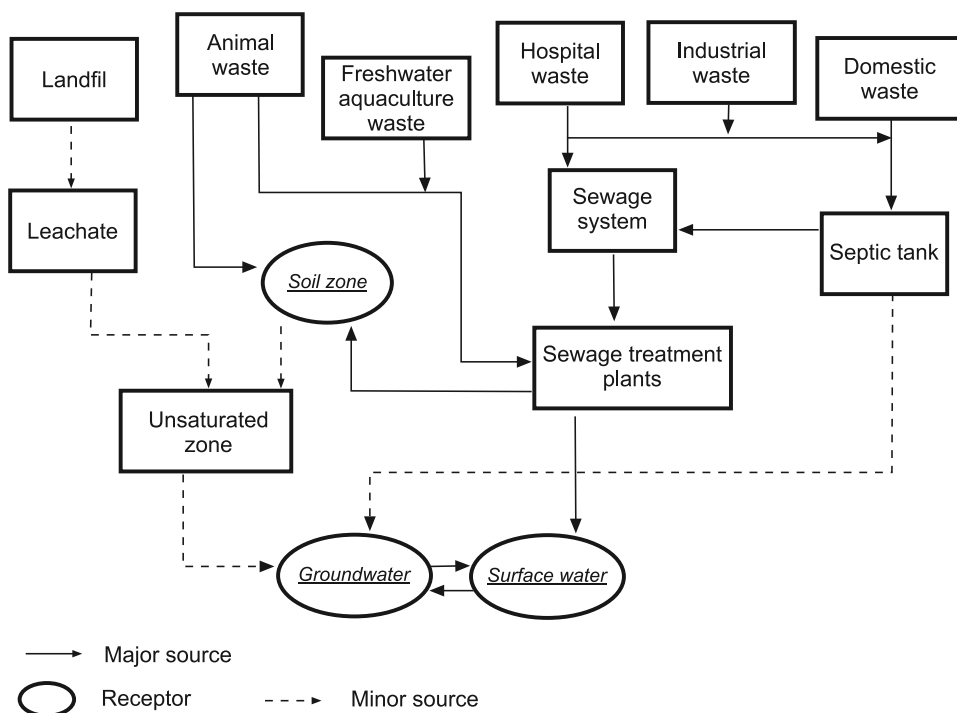 Landfil
Animal
waste
Freshwater
aquaculture
waste
Hospital
waste
Industrial
waste
Domestic
waste
Leachate
Sewage
system
Septic tank
Soil zone
Sewage treatment
plants
Unsaturated
zone
Groundwater
Surface water
Major source
Receptor
Minor source